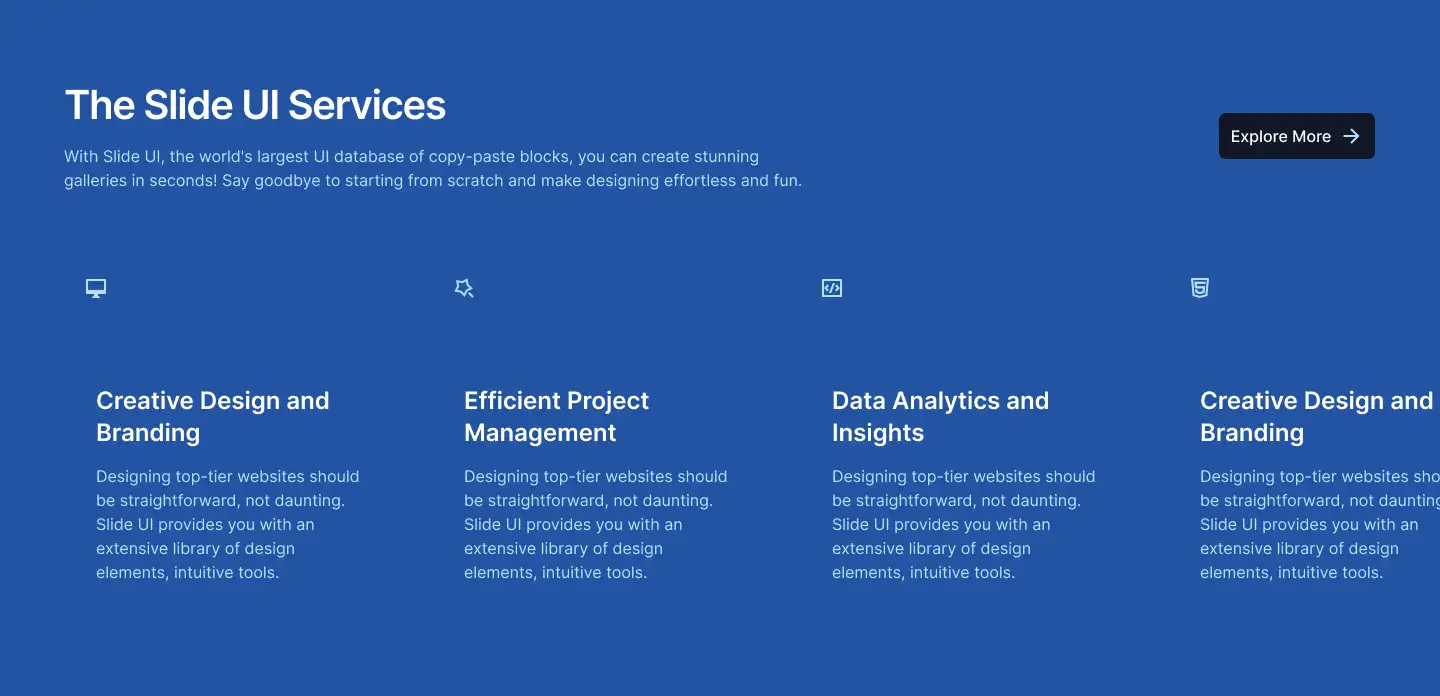 The Slide UI Services
With Slide UI, the world's largest UI database of copy-paste blocks, you can create stunning
galleries in seconds! Say goodbye to starting from scratch and make designing effortless and fun.
Explore More
Creative Design and
Branding
Designing top-tier websites should
be straightforward, not daunting.
Slide UI provides you with an
extensive library of design
elements, intuitive tools.
Efficient Project
Management
Designing top-tier websites should
be straightforward, not daunting.
Slide UI provides you with an
extensive library of design
elements, intuitive tools.
Data Analytics and
Insights
Designing top-tier websites should
be straightforward, not daunting.
Slide UI provides you with an
extensive library of design
elements, intuitive tools.
Creative Design and
Branding
Designing top-tier websites sho
be straightforward, not daunting
Slide UI provides you with an
extensive library of design
elements, intuitive tools.